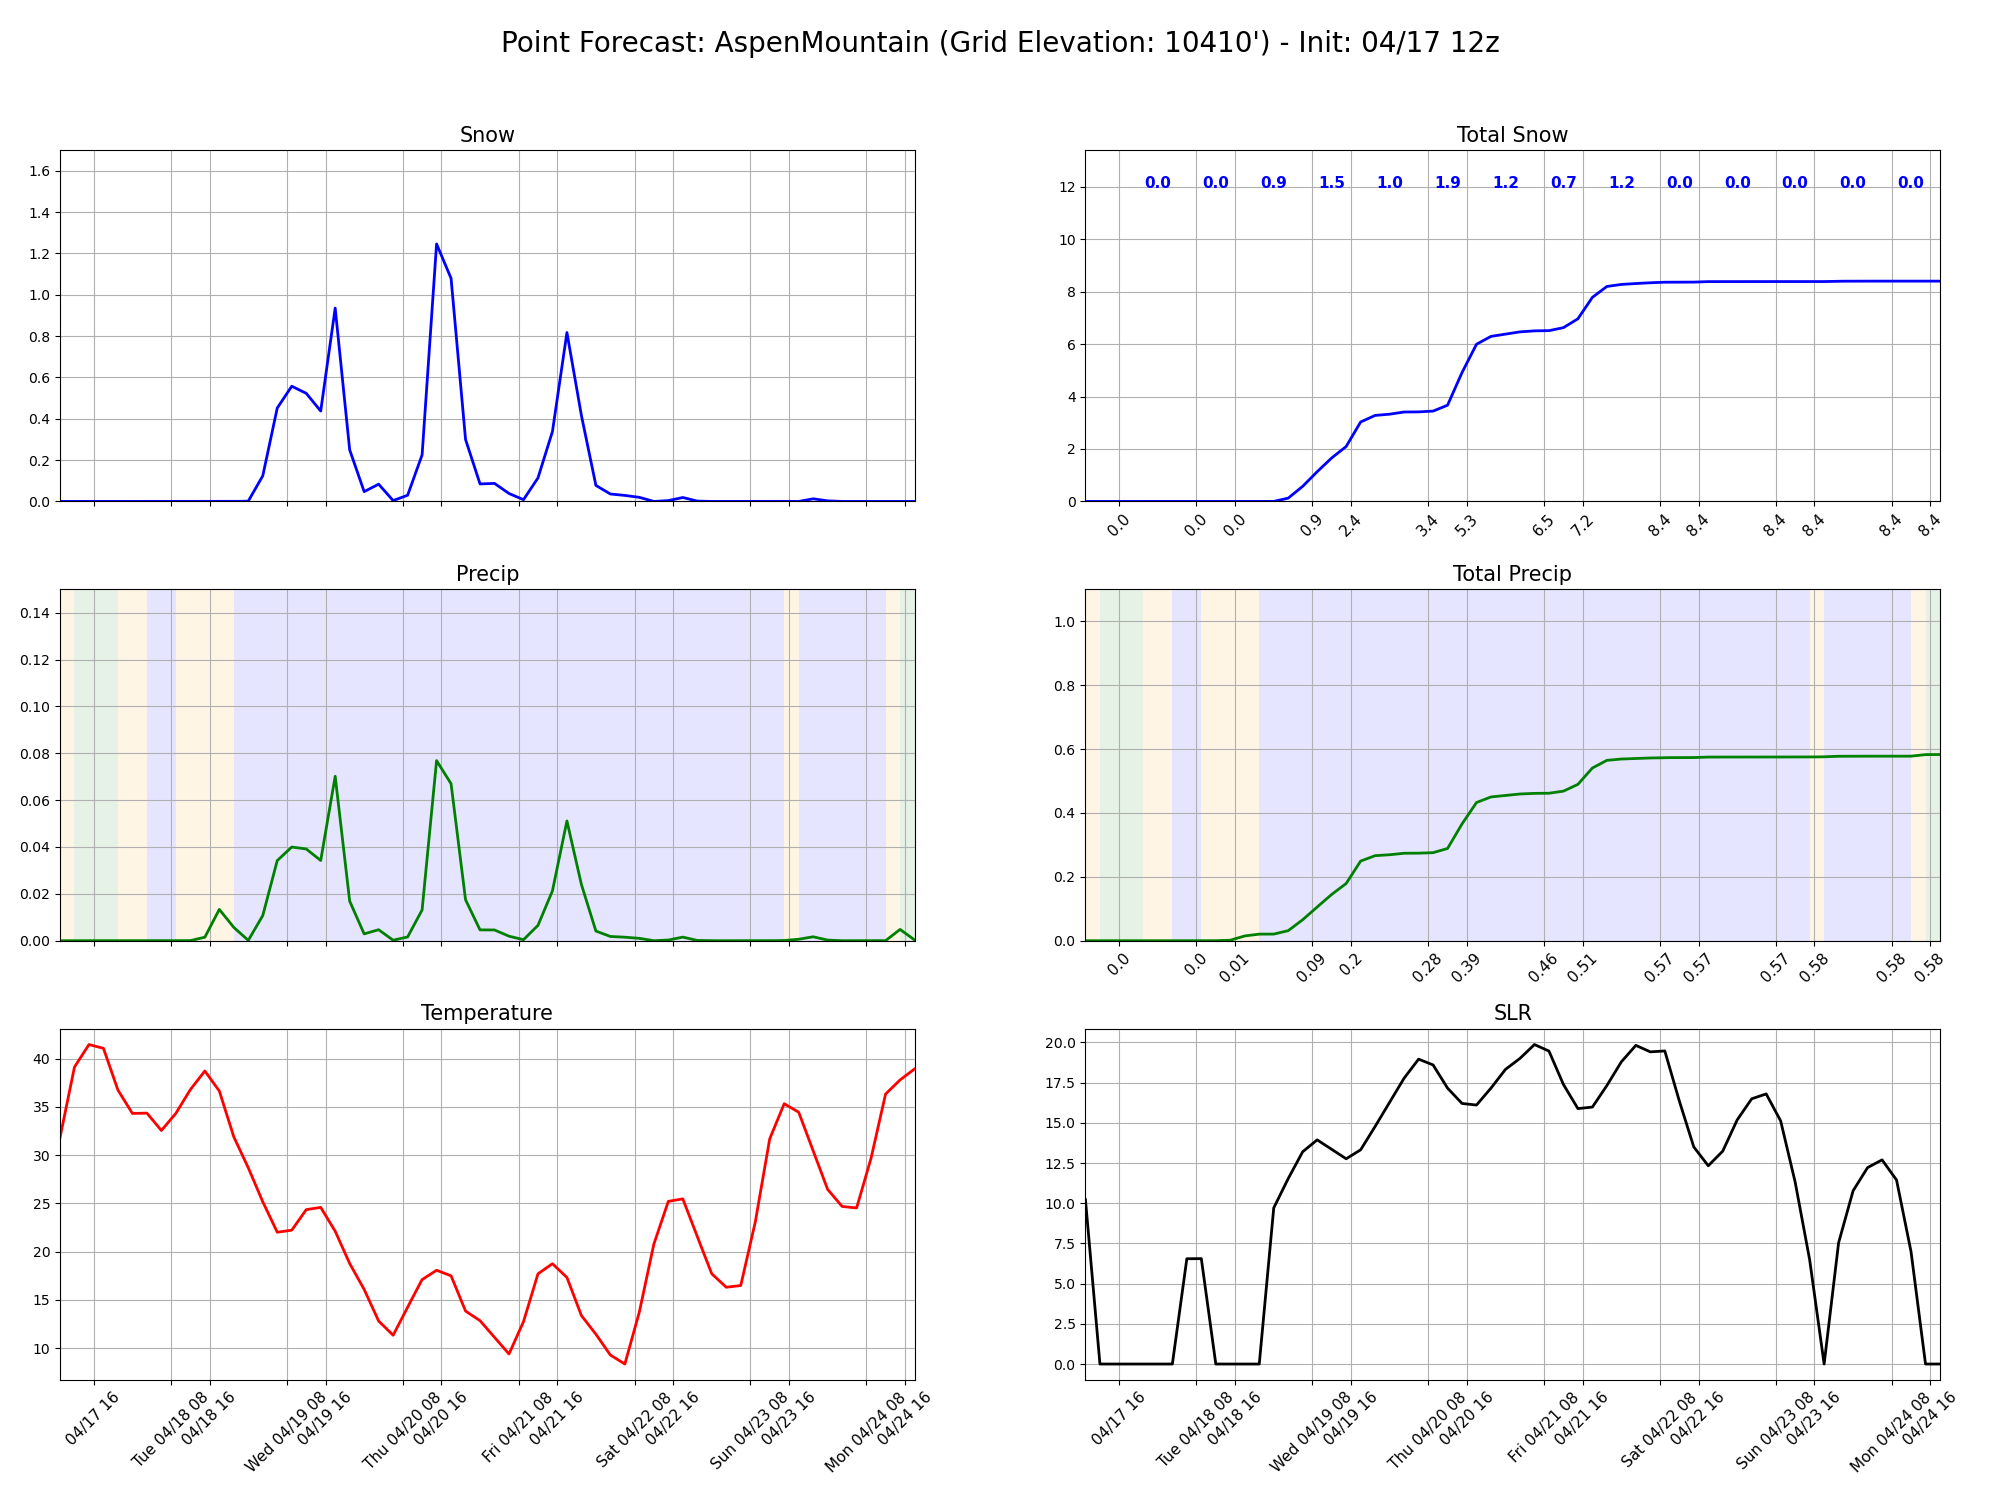 Point Forecast: AspenMountain (Grid Elevation: 10410') - Init: 04/17 12z
Snow
1.6
1.4
1.2
1.0
0.8
0.6
0.4
0.2
0.0
Total Snow
0.0 0.0 0.9 1.5 1.0 1.9 1.2 0.7 1.2 0.0 0.0 0.0 0.0 0.0
12
10
8
6
4
2
0
0.0 0.0 0.0 0.9 2.4 3.4 5.3 6.5 7.2 8.4 8.4 8.4 8.4 8.4 8.4
Precip
0.14
0.12
0.10
0.08
0.06
0.04
0.02
0.00
Total Precip
1.0
0.8
0.6
0.4
0.2
0.0
0.0 0.0 0.01 0.09 0.2 0.28 0.39 0.46 0.51 0.57 0.57 0.57 0.58 0.58 0.58
Temperature
40
35
30
25
20
15
10
04/17 16
Tue 04/18 08
04/18 16
Wed 04/19 08
04/19 16
Thu 04/20 08
04/20 16
Fri 04/21 08
04/21 16
Sat 04/22 08
04/22 16
Sun 04/23 08
04/23 16
Mon 04/24 08
04/24 16
SLR
20.0
17.5
15.0
12.5
10.0
7.5
5.0
2.5
0.0
04/17 16
Tue 04/18 08
04/18 16
Wed 04/19 08
04/19 16
Thu 04/20 08
04/20 16
Fri 04/21 08
04/21 16
Sat 04/22 08
04/22 16
Sun 04/23 08
04/23 16
Mon 04/24 08
04/24 16